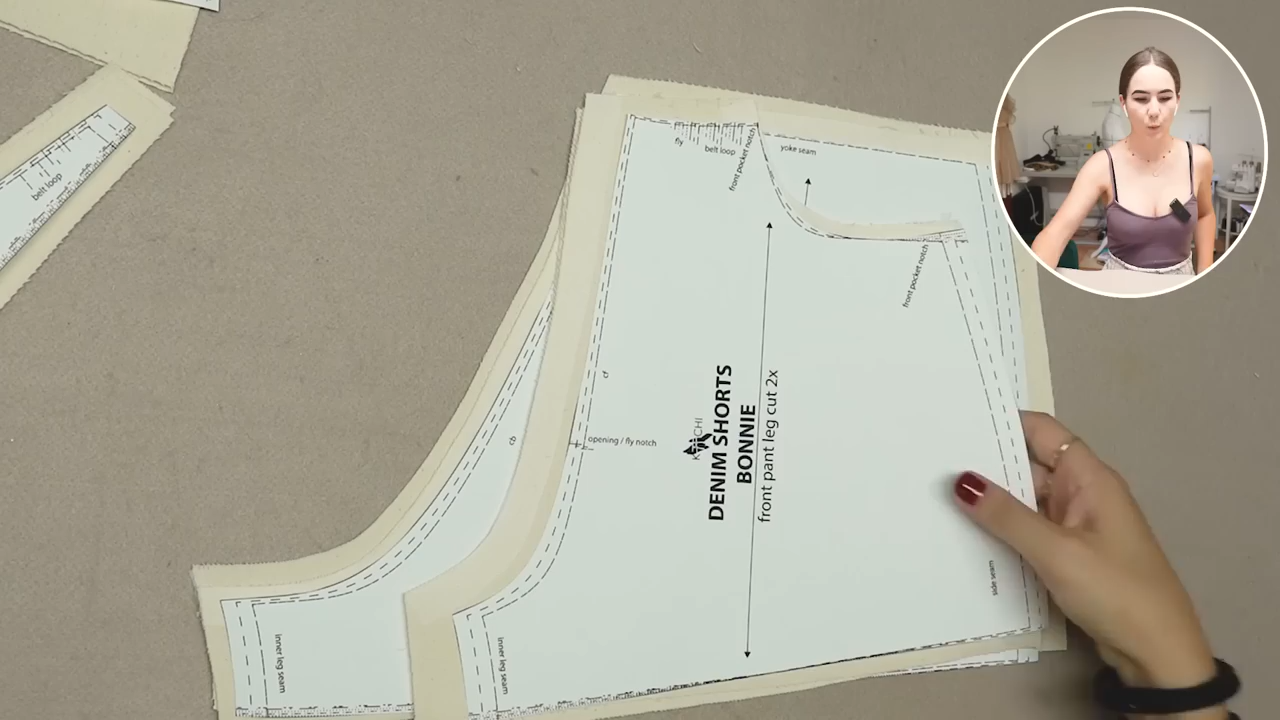 belt loop
fly
belt loop
front pocket notch
yoke seam
front pocket notch
cf
opening / fly notch
cb
DENIM SHORTS
BONNIE
front pant leg cut 2x
side seam
inner leg seam
inner leg seam